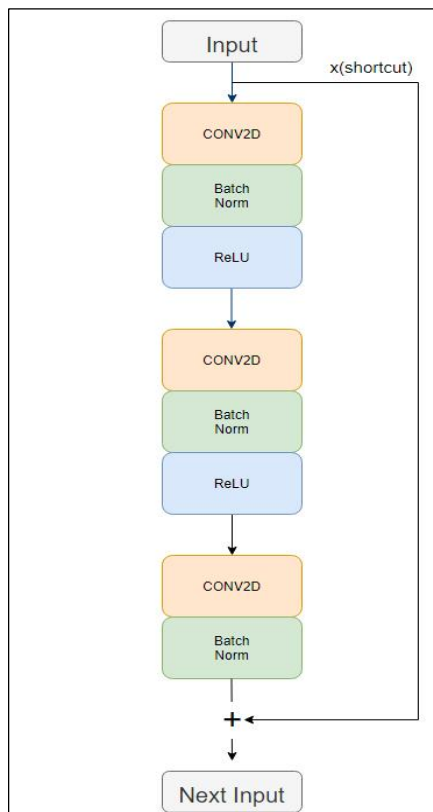 Input
x(shortcut)
CONV2D
Batch
Norm
ReLU
CONV2D
Batch
Norm
ReLU
CONV2D
Batch
Norm
+
Next Input